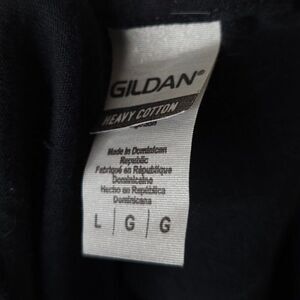 GILDAN®
HEAVY COTTON
Made in Dominican
Republic
Fabriqué en République
Dominicaine
Hecho en República
Dominicana
L | G | G